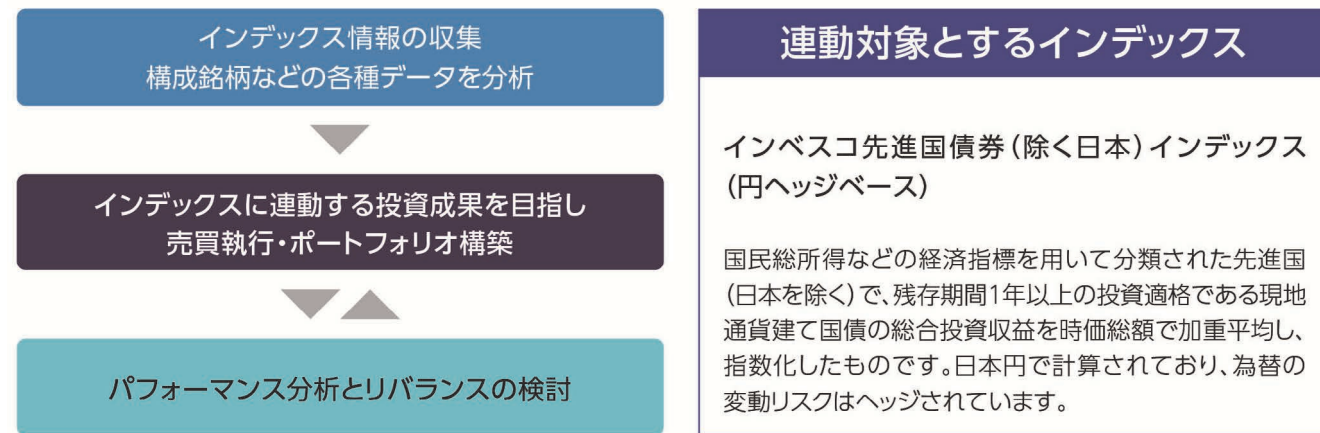 インデックス情報の収集
構成銘柄などの各種データを分析
インデックスに連動する投資成果を目指し
売買執行・ポートフォリオ構築
パフォーマンス分析とリバランスの検討
連動対象とするインデックス
インベスコ先進国債券（除く日本）インデックス
（円ヘッジベース）
国民総所得などの経済指標を用いて分類された先進国
（日本を除く）で、残存期間1年以上の投資適格である現地
通貨建て国債の総合投資収益を時価総額で加重平均し、
指数化したものです。日本円で計算されており、為替の
変動リスクはヘッジされています。